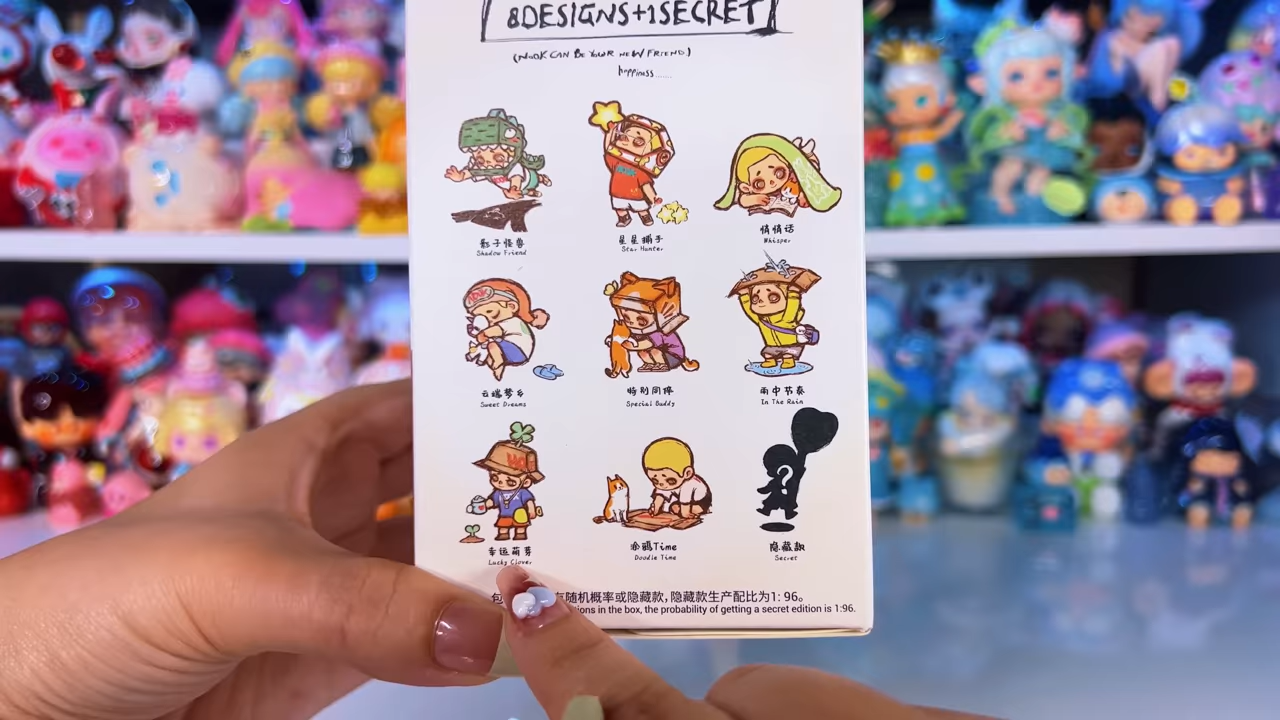 8DESIGNS+1SECRET
(NOOK CAN BE YOUR NEW FRIEND)
happiness......
影子怪兽
Shadow Friend
星星捕手
Star Hunter
悄悄话
Whisper
云端梦乡
Sweet Dreams
特别同伴
Special Buddy
雨中节奏
In The Rain
幸运萌芽
Lucky Clover
涂鸦Time
Doodle Time
隐藏款
Secret
包 有随机概率或隐藏款,隐藏款生产配比为1: 96。
in the box, the probability of getting a secret edition is 1:96.